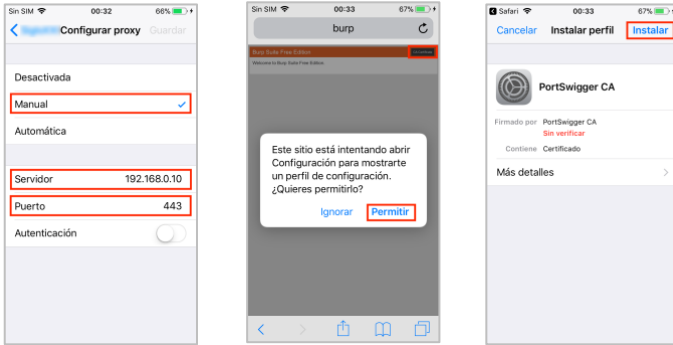 Sin SIM 00:32 66%
Configurar proxy Guardar
Desactivada
Manual
Automática
Servidor 192.168.0.10
Puerto 443
Autenticación
Sin SIM 00:33 67%
burp
Burp Suite Free Edition
Welcome to Burp Suite Free Edition.
Este sitio está intentando abrir
Configuración para mostrarte
un perfil de configuración.
¿Quieres permitirlo?
Ignorar Permitir
Safari 00:33 67%
Cancelar Instalar perfil Instalar
PortSwigger CA
Firmado por PortSwigger CA
Sin verificar
Contiene Certificado
Más detalles